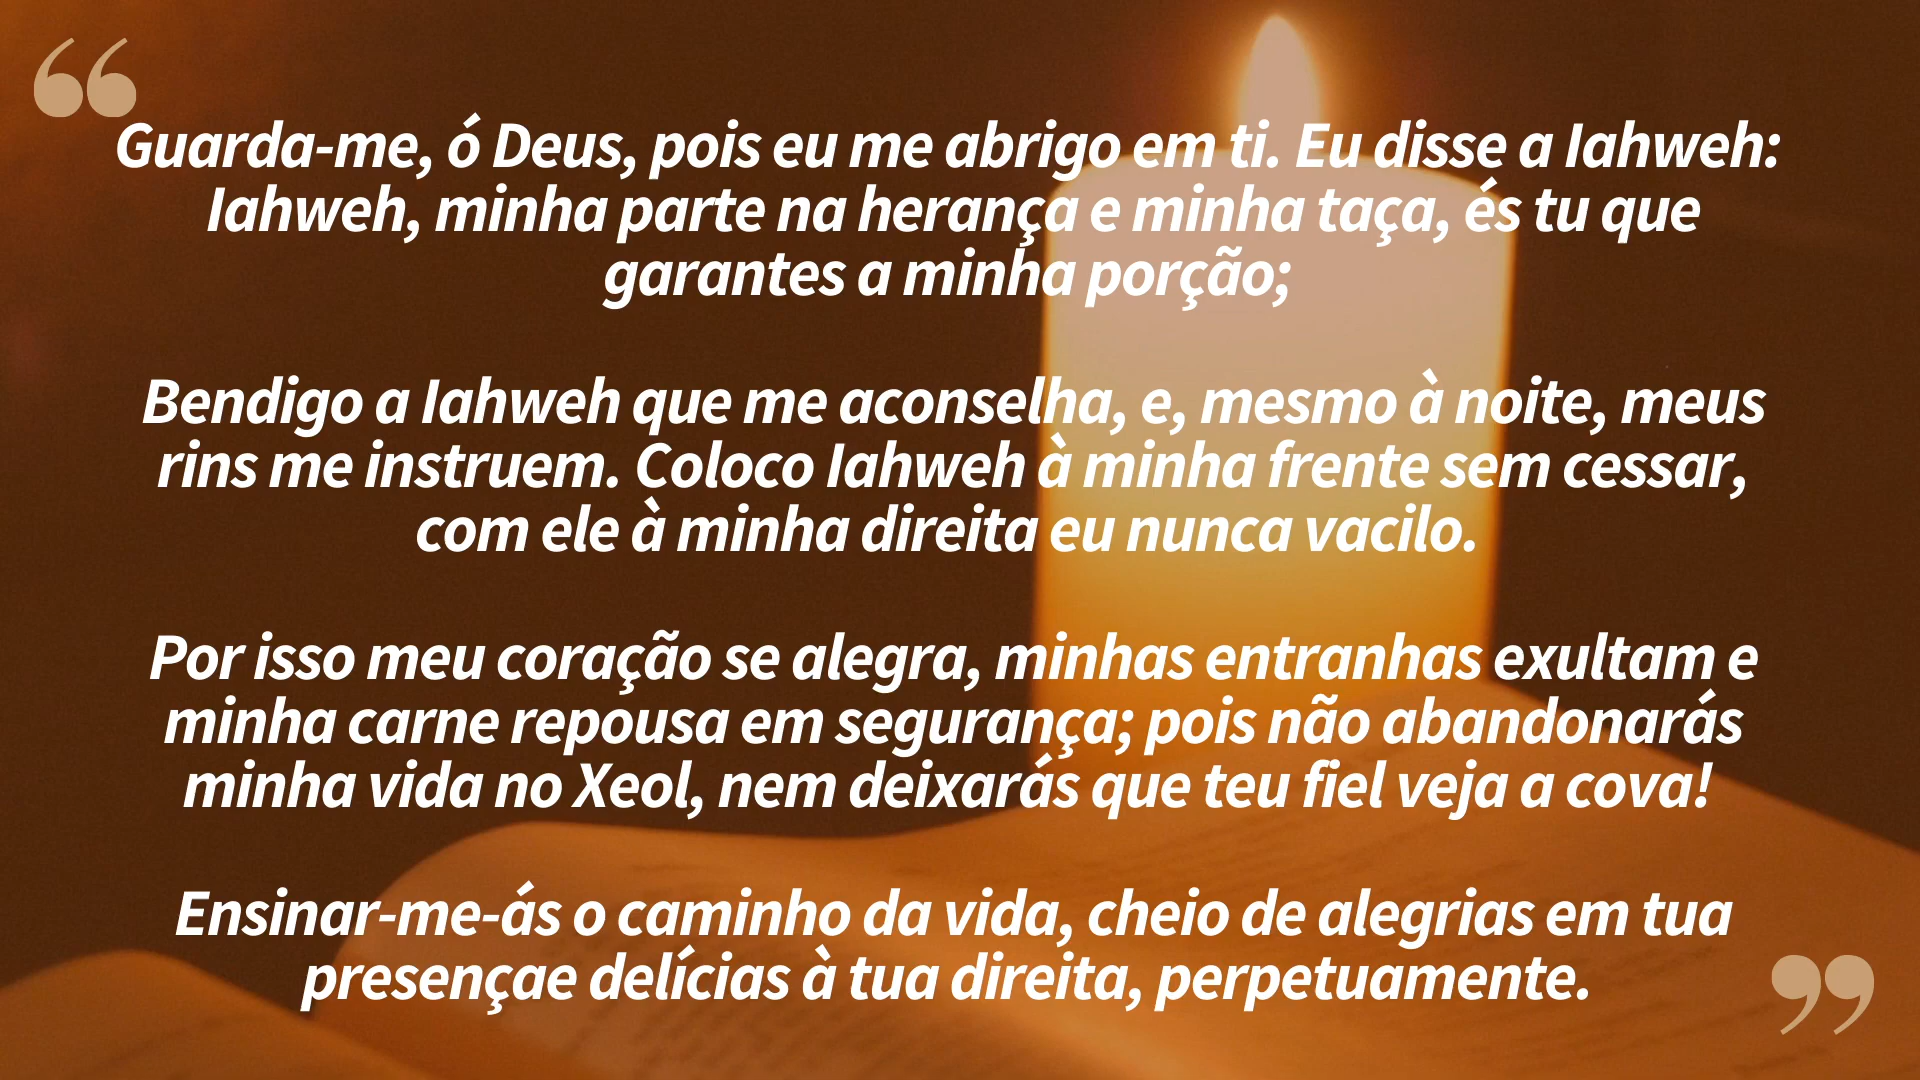 “
Guarda-me, ó Deus, pois eu me abrigo em ti. Eu disse a Iahweh:
Iahweh, minha parte na herança e minha taça, és tu que
garantes a minha porção;
Bendigo a Iahweh que me aconselha, e, mesmo à noite, meus
rins me instruem. Coloco Iahweh à minha frente sem cessar,
com ele à minha direita eu nunca vacilo.
Por isso meu coração se alegra, minhas entranhas exultam e
minha carne repousa em segurança; pois não abandonarás
minha vida no Xeol, nem deixarás que teu fiel veja a cova!
Ensinar-me-ás o caminho da vida, cheio de alegrias em tua
presençae delícias à tua direita, perpetuamente.
”